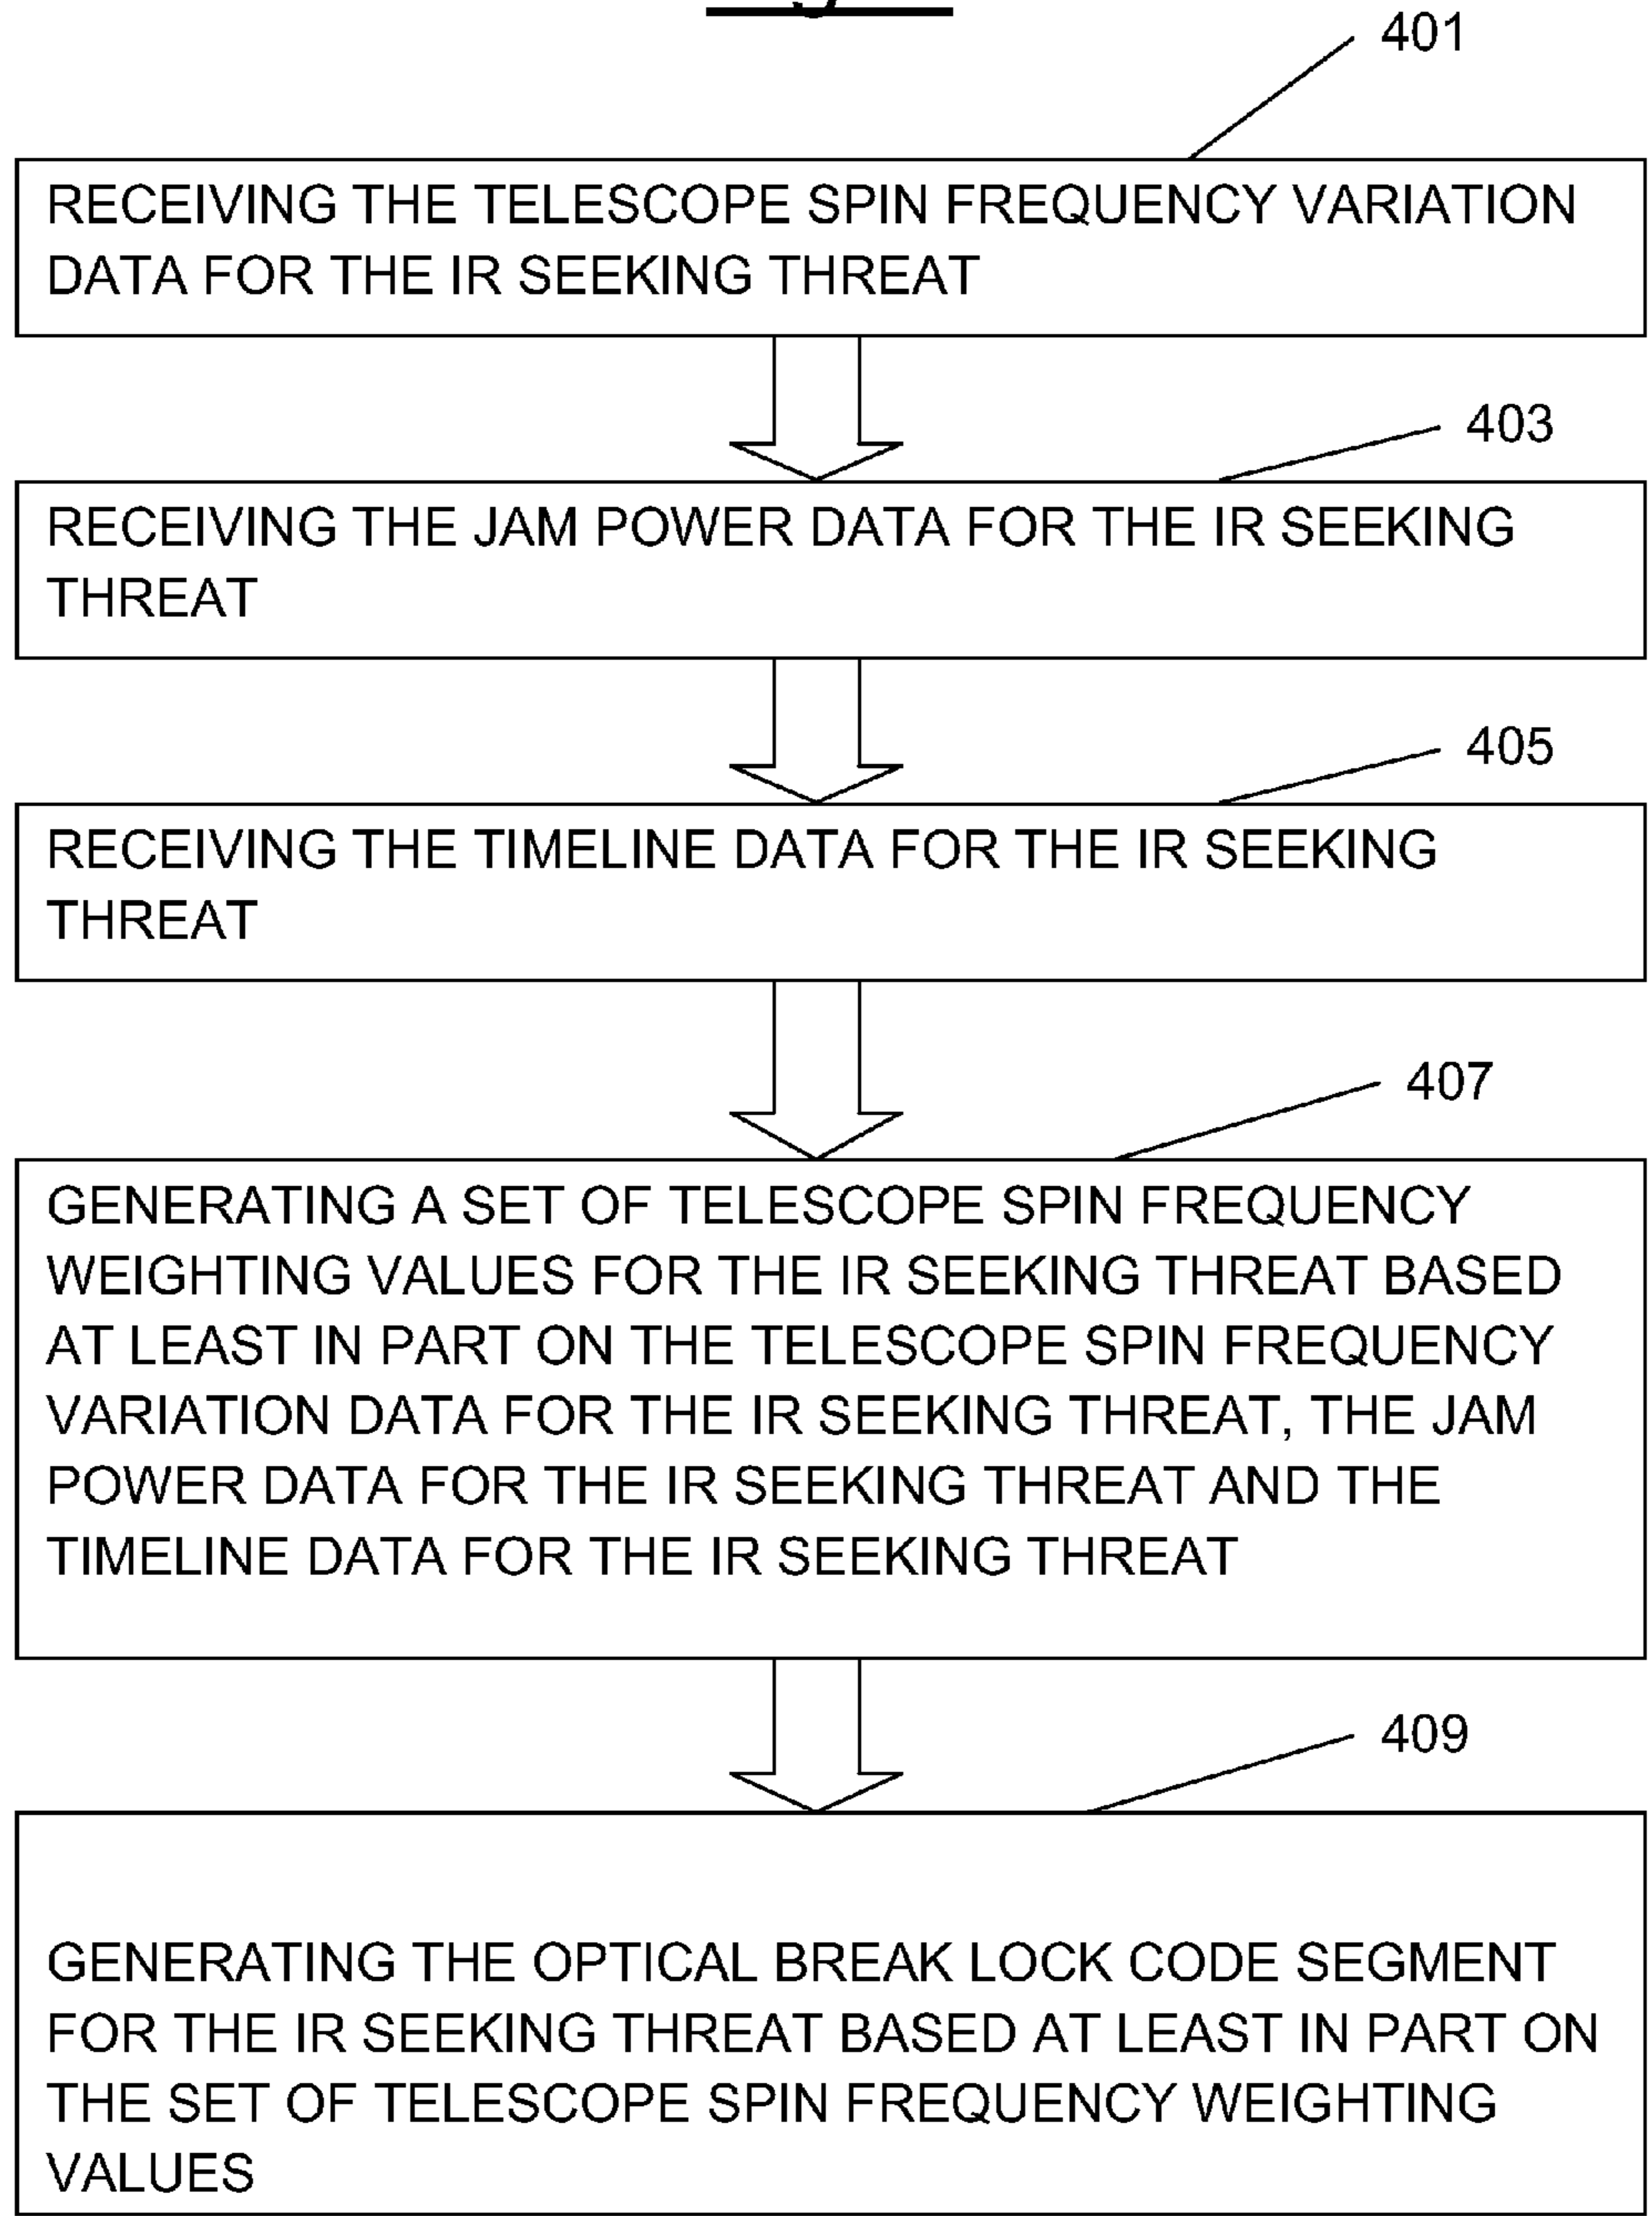 401
RECEIVING THE TELESCOPE SPIN FREQUENCY VARIATION
DATA FOR THE IR SEEKING THREAT
403
RECEIVING THE JAM POWER DATA FOR THE IR SEEKING
THREAT
405
RECEIVING THE TIMELINE DATA FOR THE IR SEEKING
THREAT
407
GENERATING A SET OF TELESCOPE SPIN FREQUENCY
WEIGHTING VALUES FOR THE IR SEEKING THREAT BASED
AT LEAST IN PART ON THE TELESCOPE SPIN FREQUENCY
VARIATION DATA FOR THE IR SEEKING THREAT, THE JAM
POWER DATA FOR THE IR SEEKING THREAT AND THE
TIMELINE DATA FOR THE IR SEEKING THREAT
409
GENERATING THE OPTICAL BREAK LOCK CODE SEGMENT
FOR THE IR SEEKING THREAT BASED AT LEAST IN PART ON
THE SET OF TELESCOPE SPIN FREQUENCY WEIGHTING
VALUES